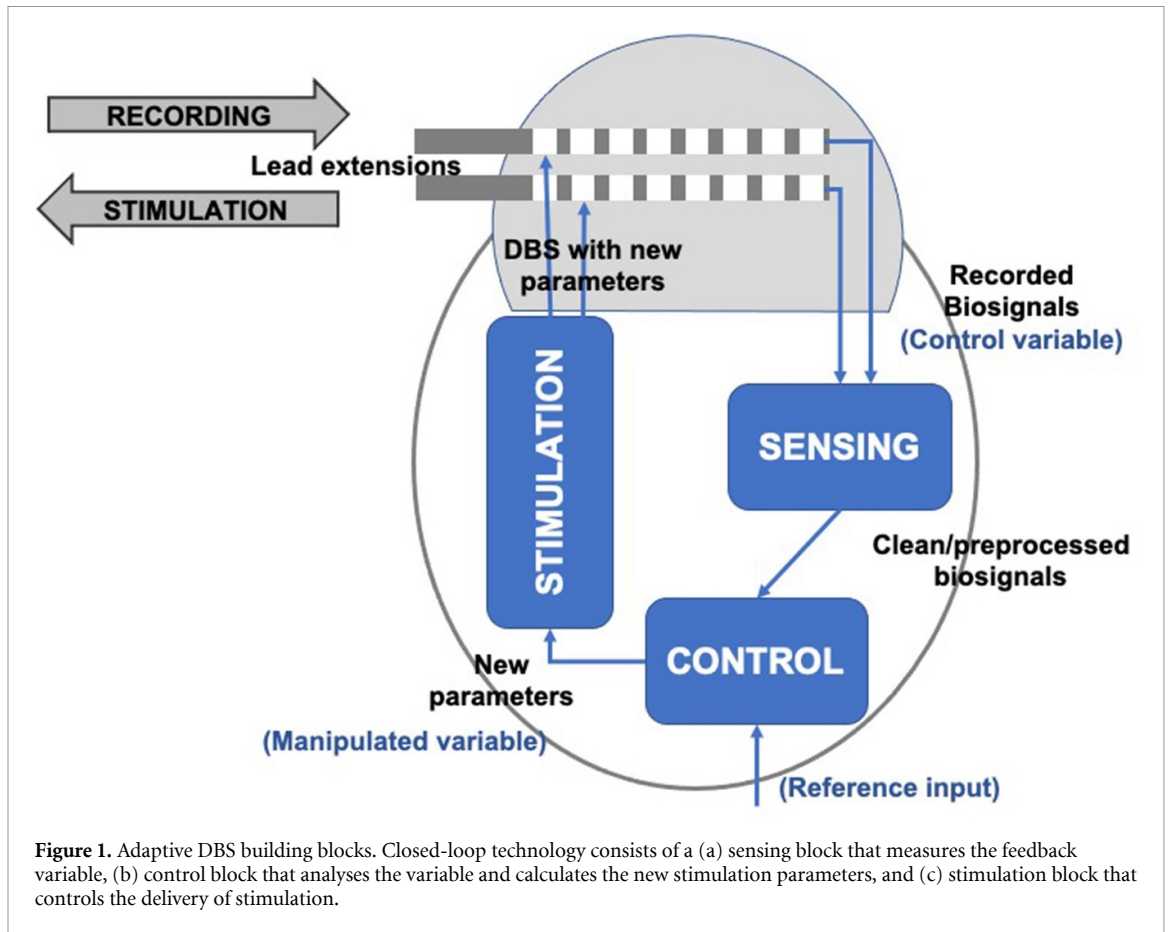 RECORDING
Lead extensions
STIMULATION
DBS with new
parameters
Recorded
Biosignals
(Control variable)
STIMULATION
SENSING
Clean/preprocessed
biosignals
CONTROL
New
parameters
(Manipulated variable)
(Reference input)
Figure 1. Adaptive DBS building blocks. Closed-loop technology consists of a (a) sensing block that measures the feedback
variable, (b) control block that analyses the variable and calculates the new stimulation parameters, and (c) stimulation block that
controls the delivery of stimulation.